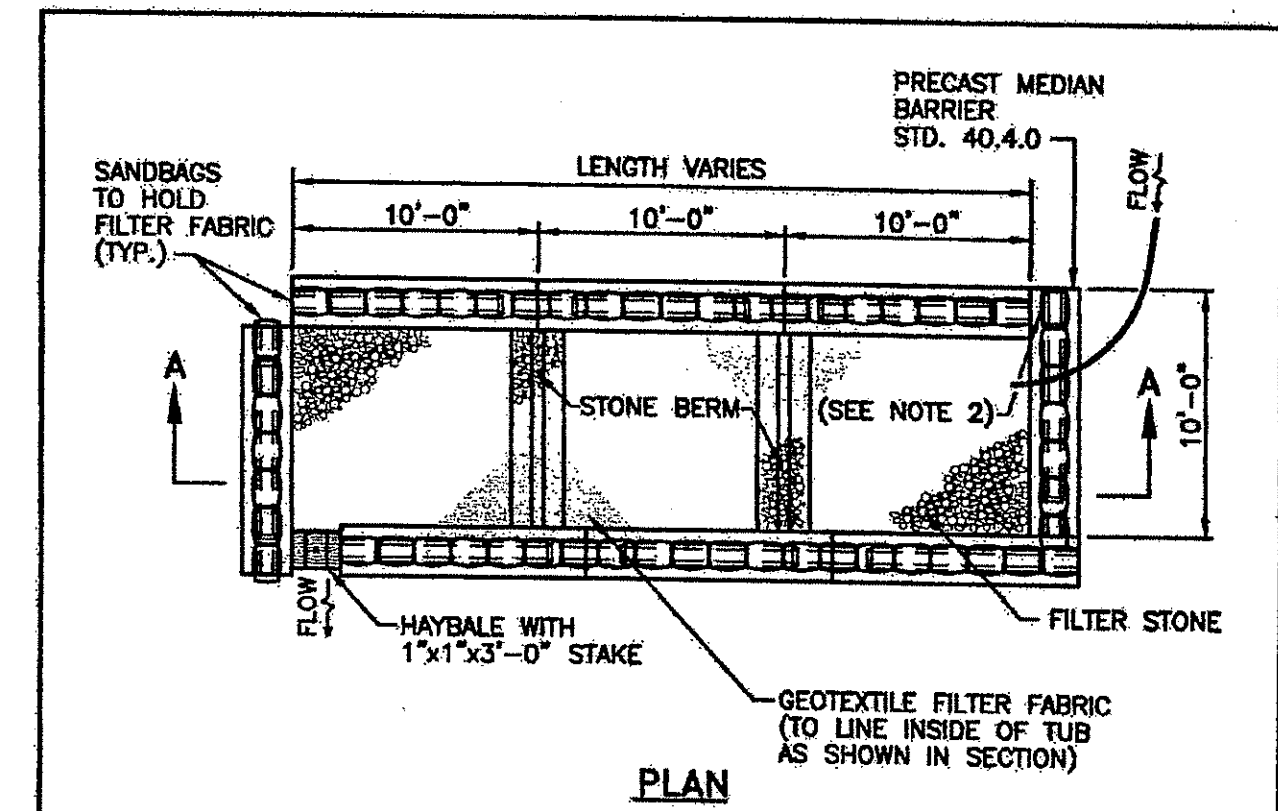 PRECAST MEDIAN
BARRIER
STD. 40.4.0
FLOW
SANDBAGS
TO HOLD
FILTER FABRIC
(TYP.)
LENGTH VARIES
10'-0"
10'-0"
10'-0"
A
STONE BERM
(SEE NOTE 2)
A
10'-0"
FLOW
HAYBALE WITH
1"x1"x3'-0" STAKE
FILTER STONE
GEOTEXTILE FILTER FABRIC
(TO LINE INSIDE OF TUB
AS SHOWN IN SECTION)
PLAN